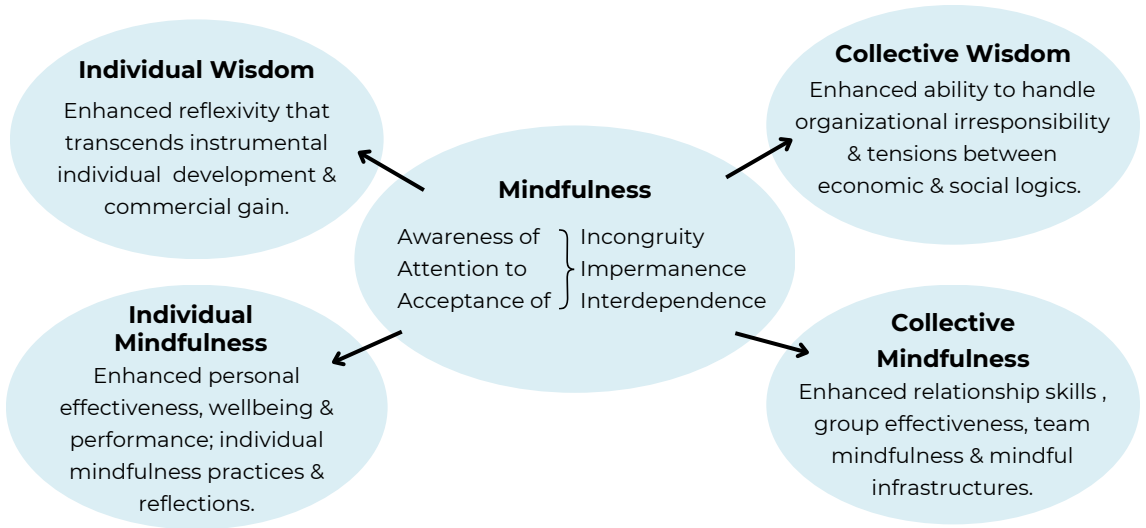 Individual Wisdom
Enhanced reflexivity that
transcends instrumental
individual  development &
commercial gain.
Collective Wisdom
Enhanced ability to handle
organizational irresponsibility
& tensions between
economic & social logics.
Mindfulness
Awareness of } Incongruity
Attention to } Impermanence
Acceptance of } Interdependence
Individual
Mindfulness
Enhanced personal
effectiveness, wellbeing &
performance; individual
mindfulness practices &
reflections.
Collective
Mindfulness
Enhanced relationship skills ,
group effectiveness, team
mindfulness & mindful
infrastructures.